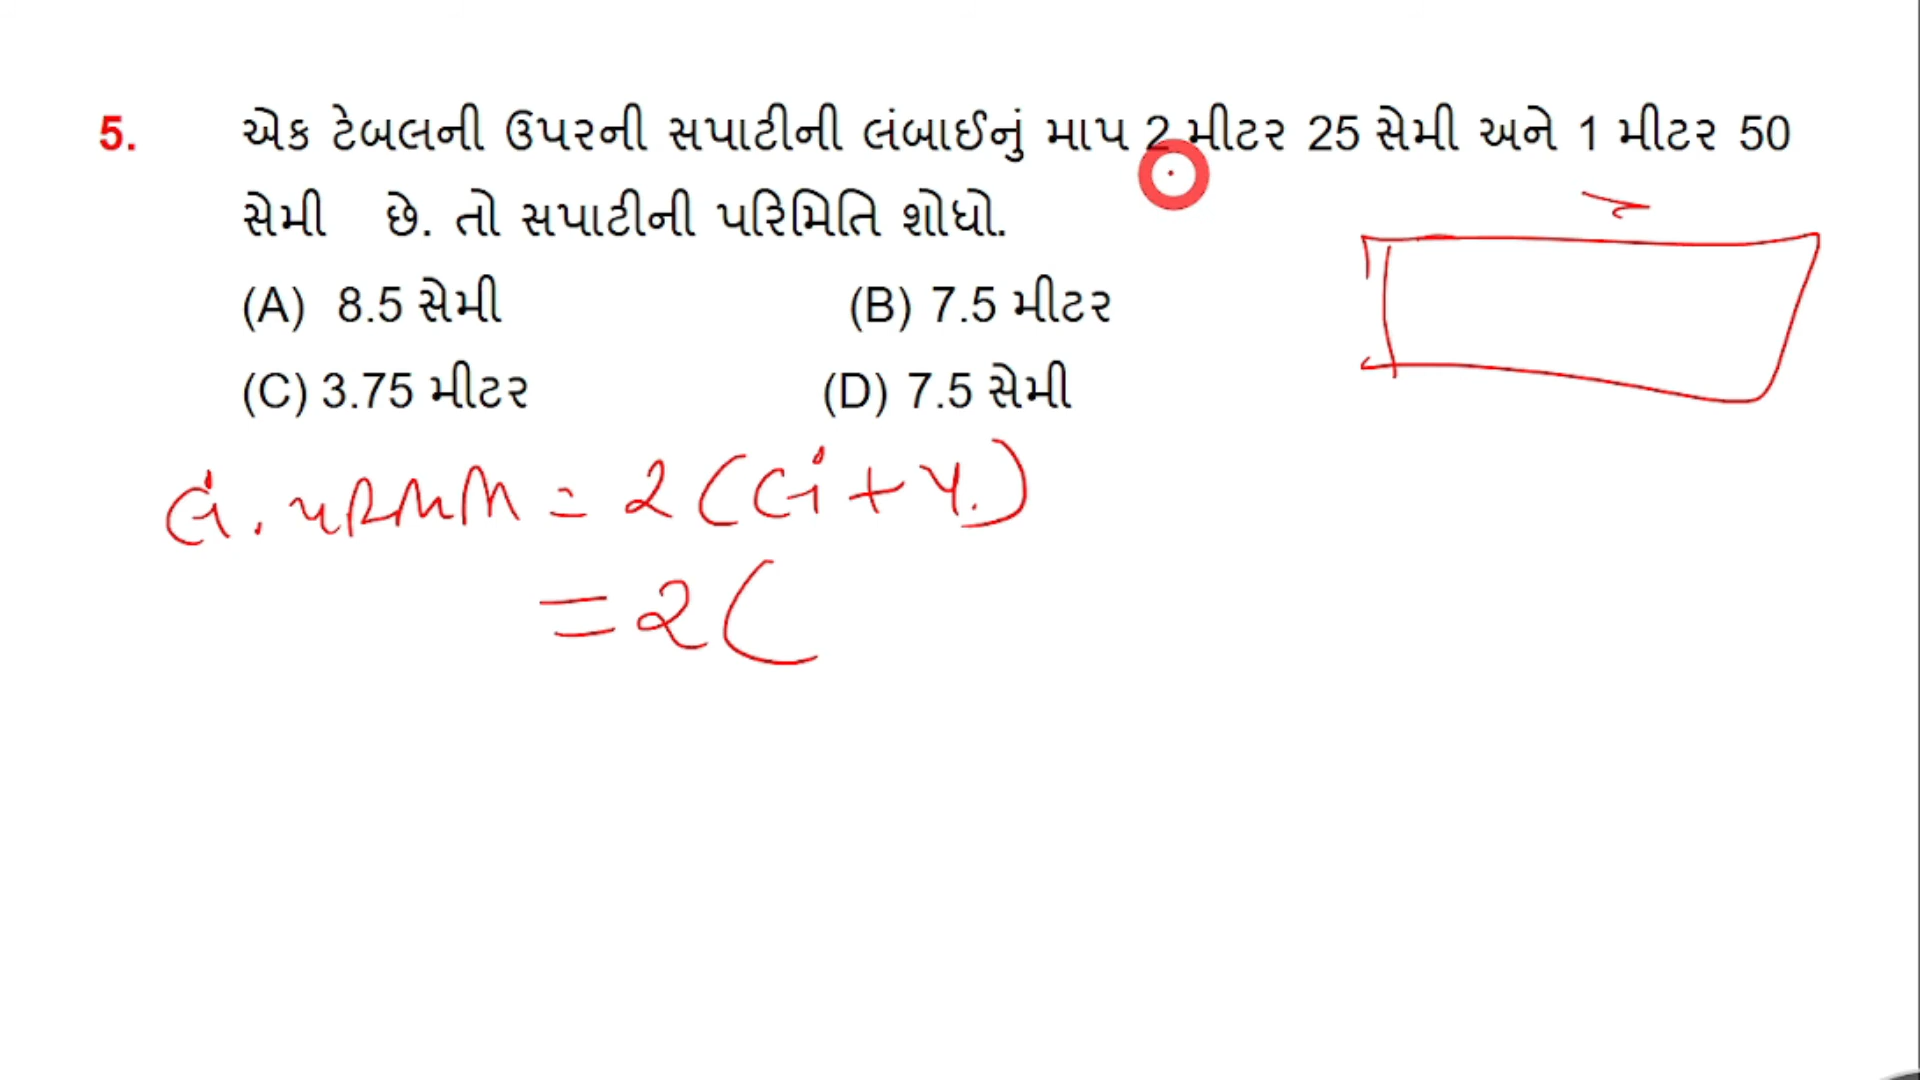 5. એક ટેબલની ઉપરની સપાટીની લંબાઈનું માપ 2 મીટર 25 સેમી અને 1 મીટર 50
સેમી છે. તો સપાટીની પરિમિતિ શોધો.
(A) 8.5 સેમી (B) 7.5 મીટર
(C) 3.75 મીટર (D) 7.5 સેમી
લં. પરિમિતિ = 2 (લં + પ.)
= 2 (